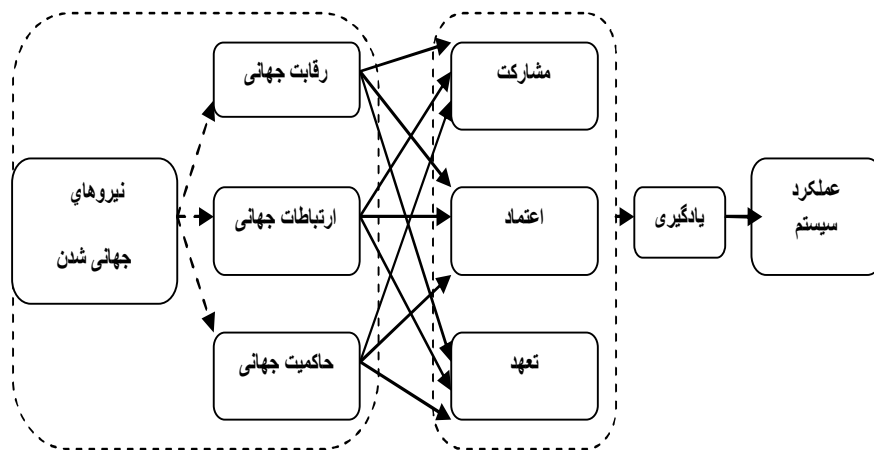 رقابت جهانی
مشارکت
نیروهاي
جهانی شدن
ارتباطات جهانی
اعتماد
یادگیری
عملکرد
سیستم
حاکمیت جهانی
تعهد